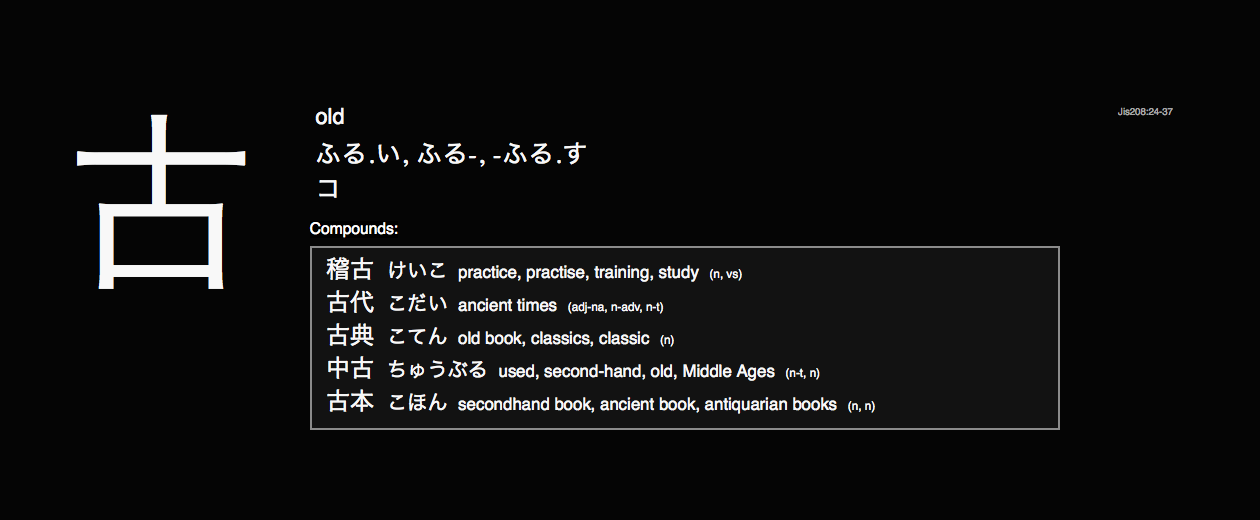 古
old
Jis208:24-37
ふる.い, ふる-, -ふる.す
コ
Compounds:
稽古 けいこ practice, practise, training, study (n, vs)
古代 こだい ancient times (adj-na, n-adv, n-t)
古典 こてん old book, classics, classic (n)
中古 ちゅうぶる used, second-hand, old, Middle Ages (n-t, n)
古本 こほん secondhand book, ancient book, antiquarian books (n, n)